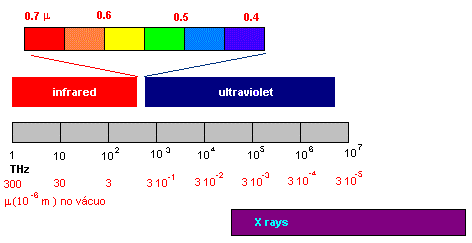 0.7 µ 0.6 0.5 0.4
infrared ultraviolet
1 10 10² 10⁻³ 10⁴ 10⁵ 10⁶ 10⁷
THz
300 30 3 3 10⁻¹ 3 10⁻² 3 10⁻³ 3 10⁻⁴ 3 10⁻⁵
µ(10⁻⁶ m ) no vácuo
X rays